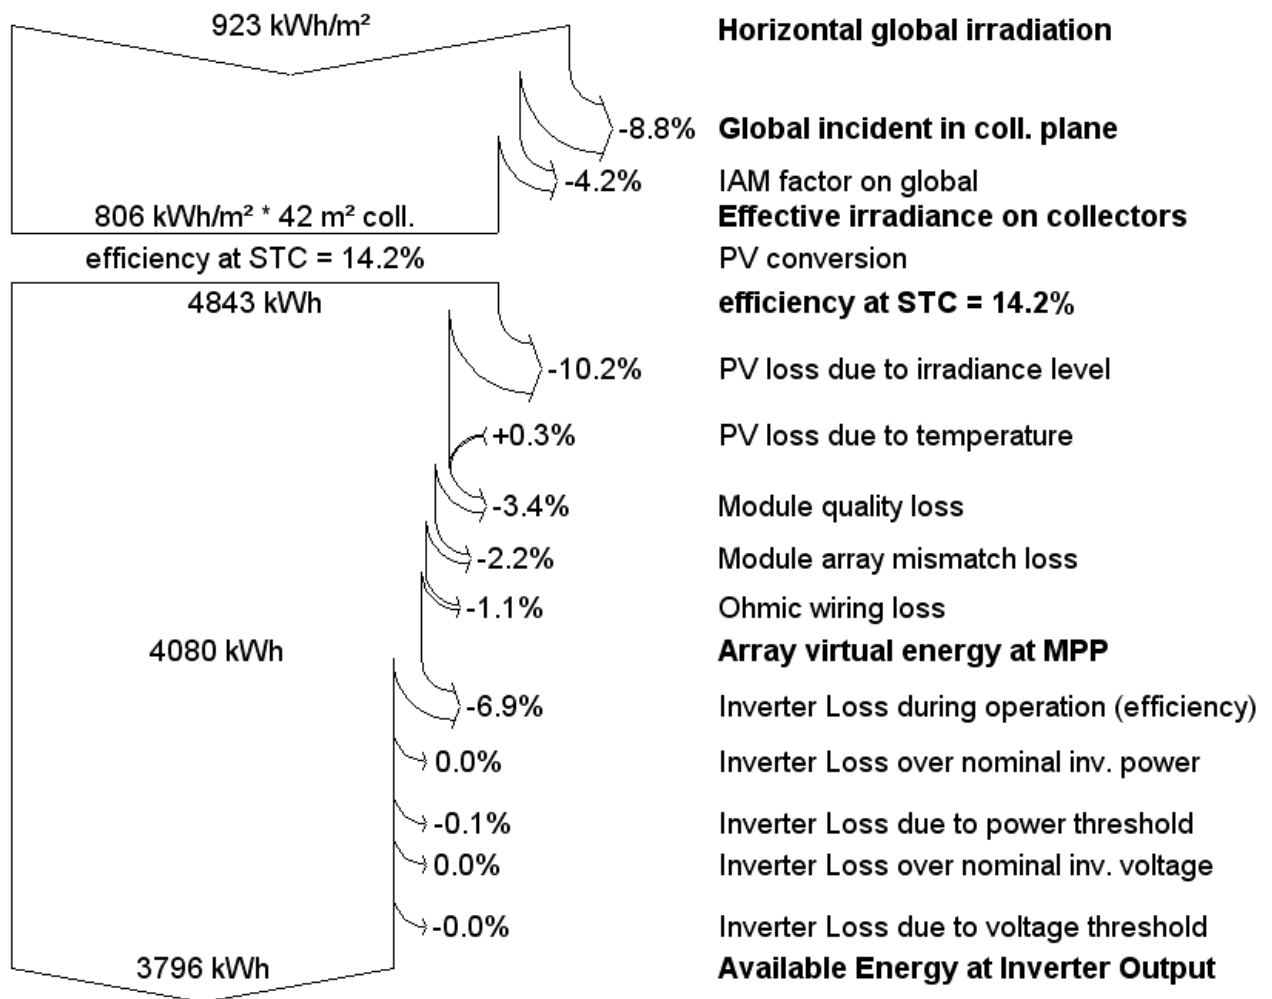 923 kWh/m² Horizontal global irradiation
-8.8% Global incident in coll. plane
-4.2% IAM factor on global
806 kWh/m² * 42 m² coll. Effective irradiance on collectors
efficiency at STC = 14.2% PV conversion
4843 kWh efficiency at STC = 14.2%
-10.2% PV loss due to irradiance level
+0.3% PV loss due to temperature
-3.4% Module quality loss
-2.2% Module array mismatch loss
-1.1% Ohmic wiring loss
4080 kWh Array virtual energy at MPP
-6.9% Inverter Loss during operation (efficiency)
0.0% Inverter Loss over nominal inv. power
-0.1% Inverter Loss due to power threshold
0.0% Inverter Loss over nominal inv. voltage
-0.0% Inverter Loss due to voltage threshold
3796 kWh Available Energy at Inverter Output